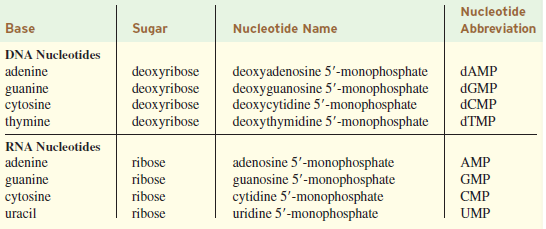 Nucleotide
Base Sugar Nucleotide Name Abbreviation
DNA Nucleotides
adenine deoxyribose deoxyadenosine 5′-monophosphate dAMP
guanine deoxyribose deoxyguanosine 5′-monophosphate dGMP
cytosine deoxyribose deoxycytidine 5′-monophosphate dCMP
thymine deoxyribose deoxythymidine 5′-monophosphate dTMP
RNA Nucleotides
adenine ribose adenosine 5′-monophosphate AMP
guanine ribose guanosine 5′-monophosphate GMP
cytosine ribose cytidine 5′-monophosphate CMP
uracil ribose uridine 5′-monophosphate UMP